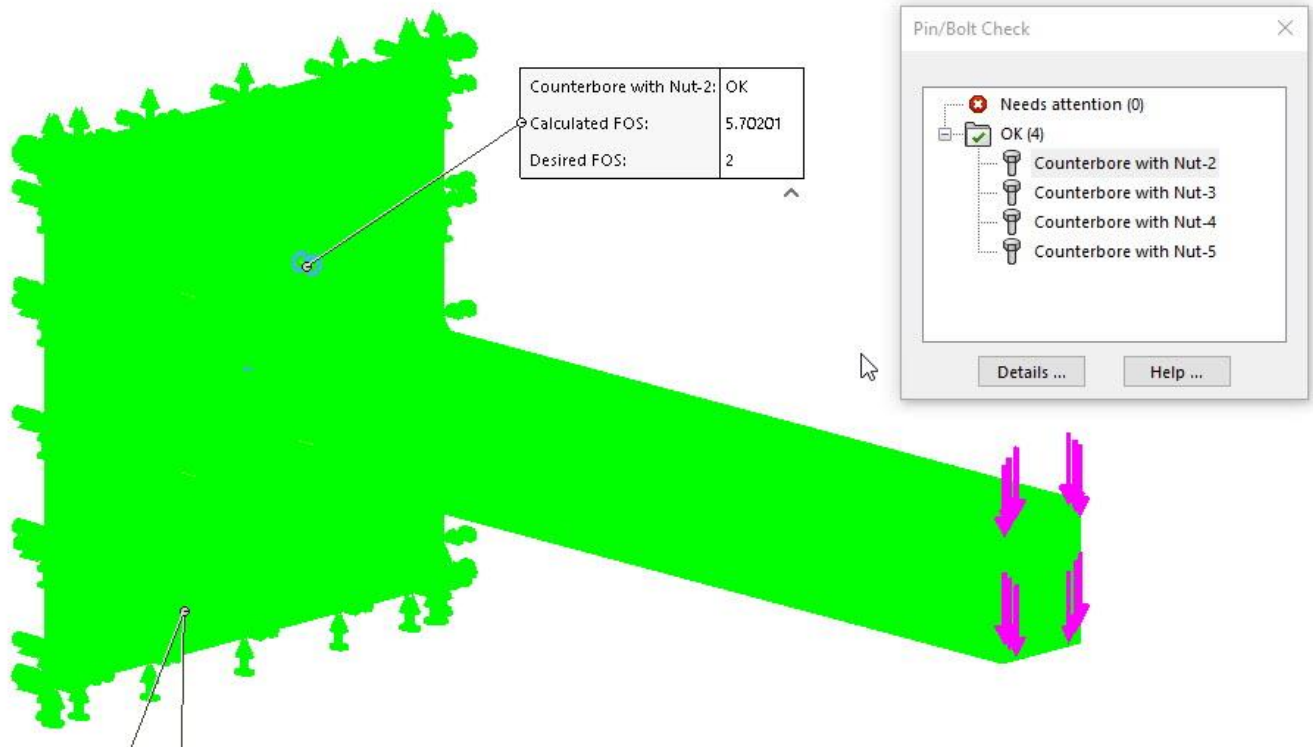 Counterbore with Nut-2: OK
Calculated FOS: 5.70201
Desired FOS: 2
Pin/Bolt Check
Needs attention (0)
OK (4)
Counterbore with Nut-2
Counterbore with Nut-3
Counterbore with Nut-4
Counterbore with Nut-5
Details ... Help ...